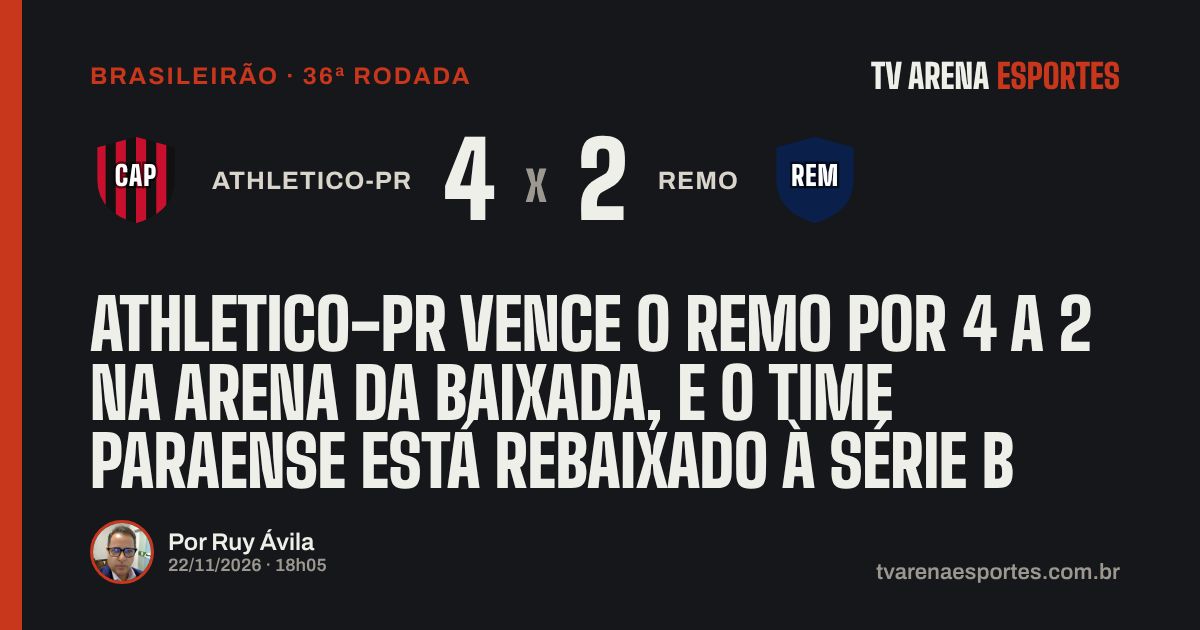 BRASILEIRÃO · 36ª RODADA
TV ARENA ESPORTES
CAP ATHLETICO-PR 4 X 2 REMO REM
ATHLETICO-PR VENCE O REMO POR 4 A 2
NA ARENA DA BAIXADA, E O TIME
PARAENSE ESTÁ REBAIXADO À SÉRIE B
Por Ruy Ávila
22/11/2026 · 18h05
tvarenaesportes.com.br